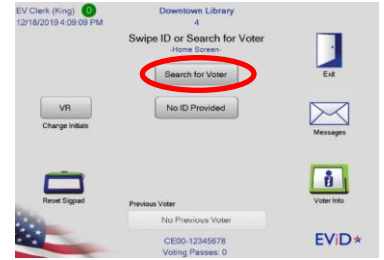 EV Clerk (King) 0
12/18/2019 4:09:09 PM
Downtown Library
4
Swipe ID or Search for Voter
-Home Screen-
Search for Voter
Exit
VR
Change Initials
No ID Provided
Messages
Reset Sigpad
Voter Info
Previous Voter
No Previous Voter
CE00-12345678
Voting Passes: 0
EViD★